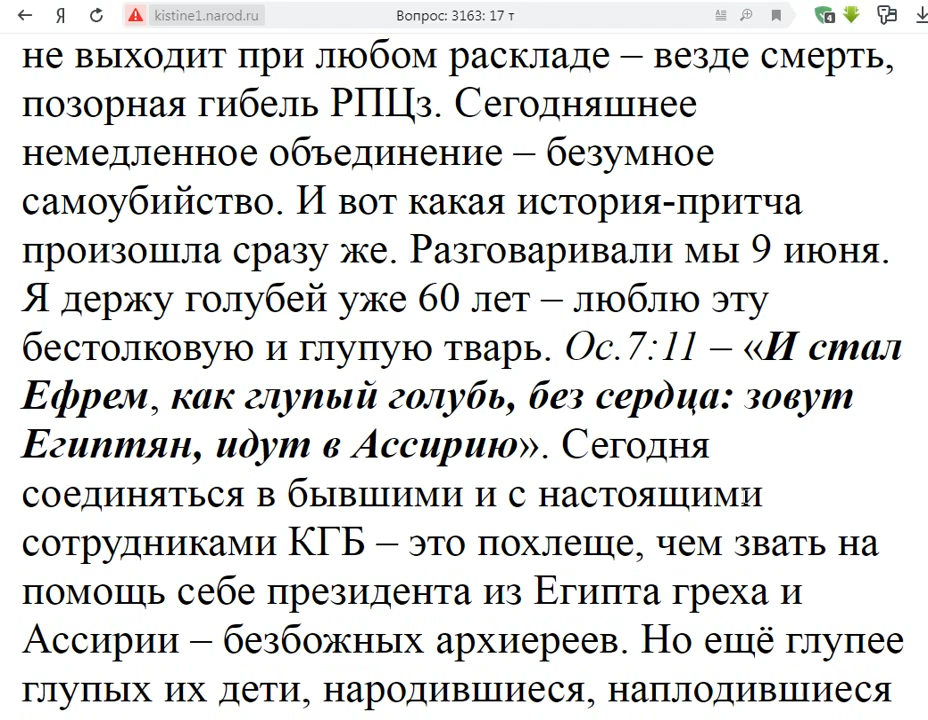 Я kistine1.narod.ru Вопрос: 3163: 17 т 4
не выходит при любом раскладе – везде смерть,
позорная гибель РПЦз. Сегодняшнее
немедленное объединение – безумное
самоубийство. И вот какая история-притча
произошла сразу же. Разговаривали мы 9 июня.
Я держу голубей уже 60 лет – люблю эту
бестолковую и глупую тварь. Ос.7:11 – «И стал
Ефрем, как глупый голубь, без сердца: зовут
Египтян, идут в Ассирию». Сегодня
соединяться в бывшими и с настоящими
сотрудниками КГБ – это похлеще, чем звать на
помощь себе президента из Египта греха и
Ассирии – безбожных архиереев. Но ещё глупее
глупых их дети, народившиеся, наплодившиеся